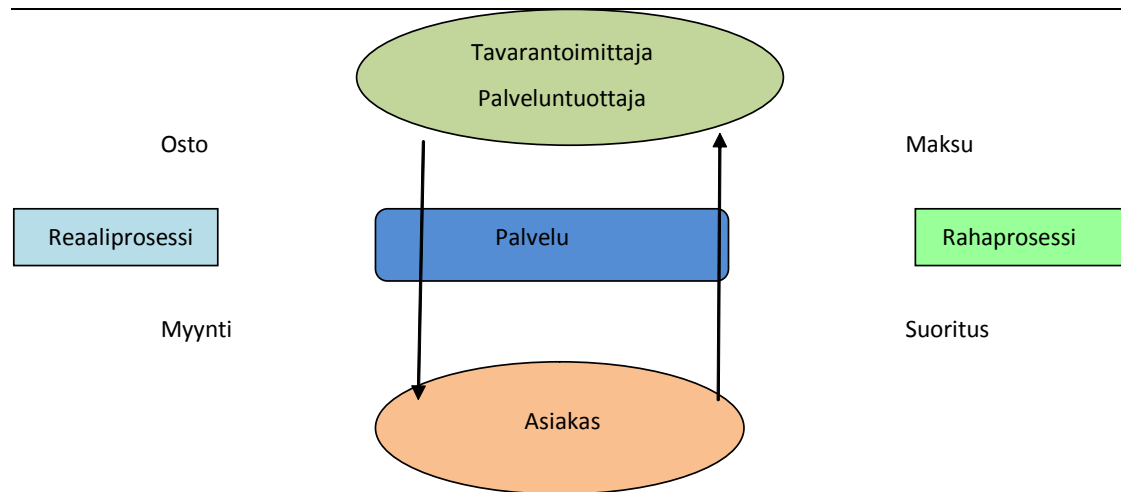 Tavarantoimittaja
Palveluntuottaja
Osto
Maksu
Reaaliprosessi
Palvelu
Rahaprosessi
Myynti
Suoritus
Asiakas